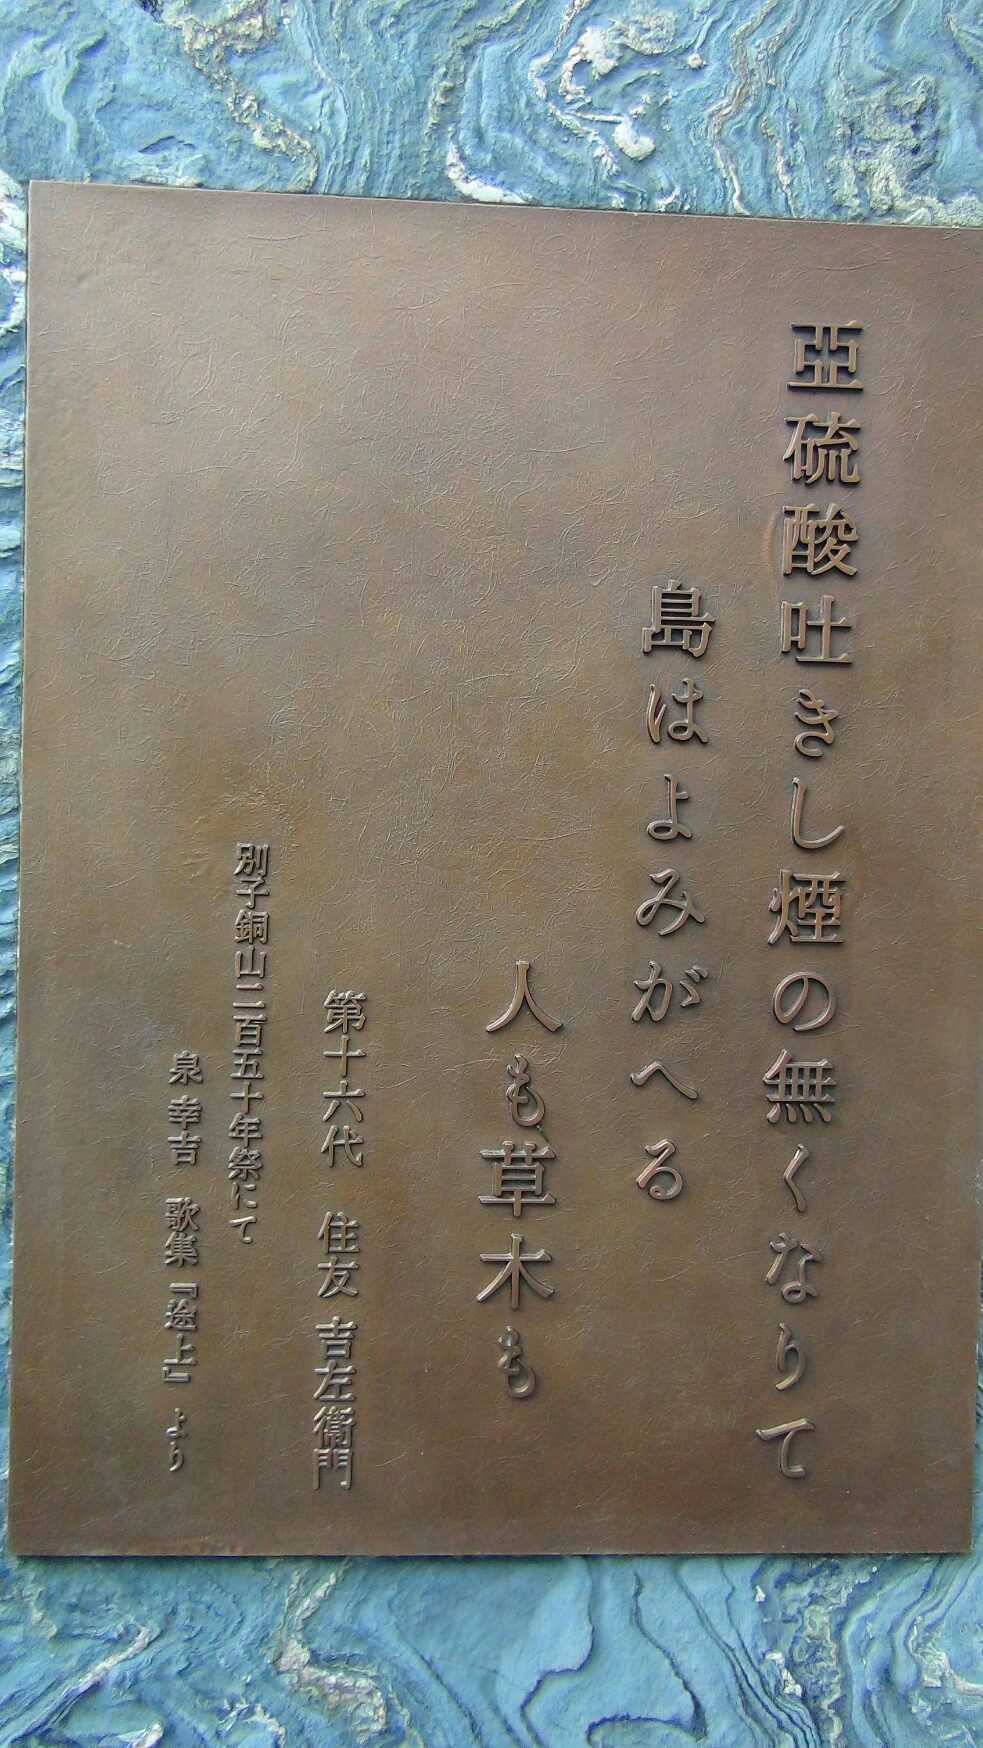 亞硫酸吐きし煙の無くなりて
島はよみがへる
人も草木も
第十六代 住友 吉左衞門
別子銅山二百五十年祭にて
泉 幸吉 歌集『途上』 より